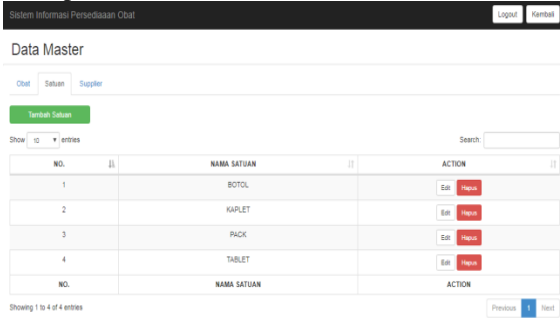 Sistem Informasi Persediaaan Obat Logout Kembali
Data Master
Obat Satuan Supplier
Tambah Satuan
Show 10 entries Search:
NO. NAMA SATUAN ACTION
1 BOTOL Edit Hapus
2 KAPLET Edit Hapus
3 PACK Edit Hapus
4 TABLET Edit Hapus
NO. NAMA SATUAN ACTION
Showing 1 to 4 of 4 entries Previous 1 Next